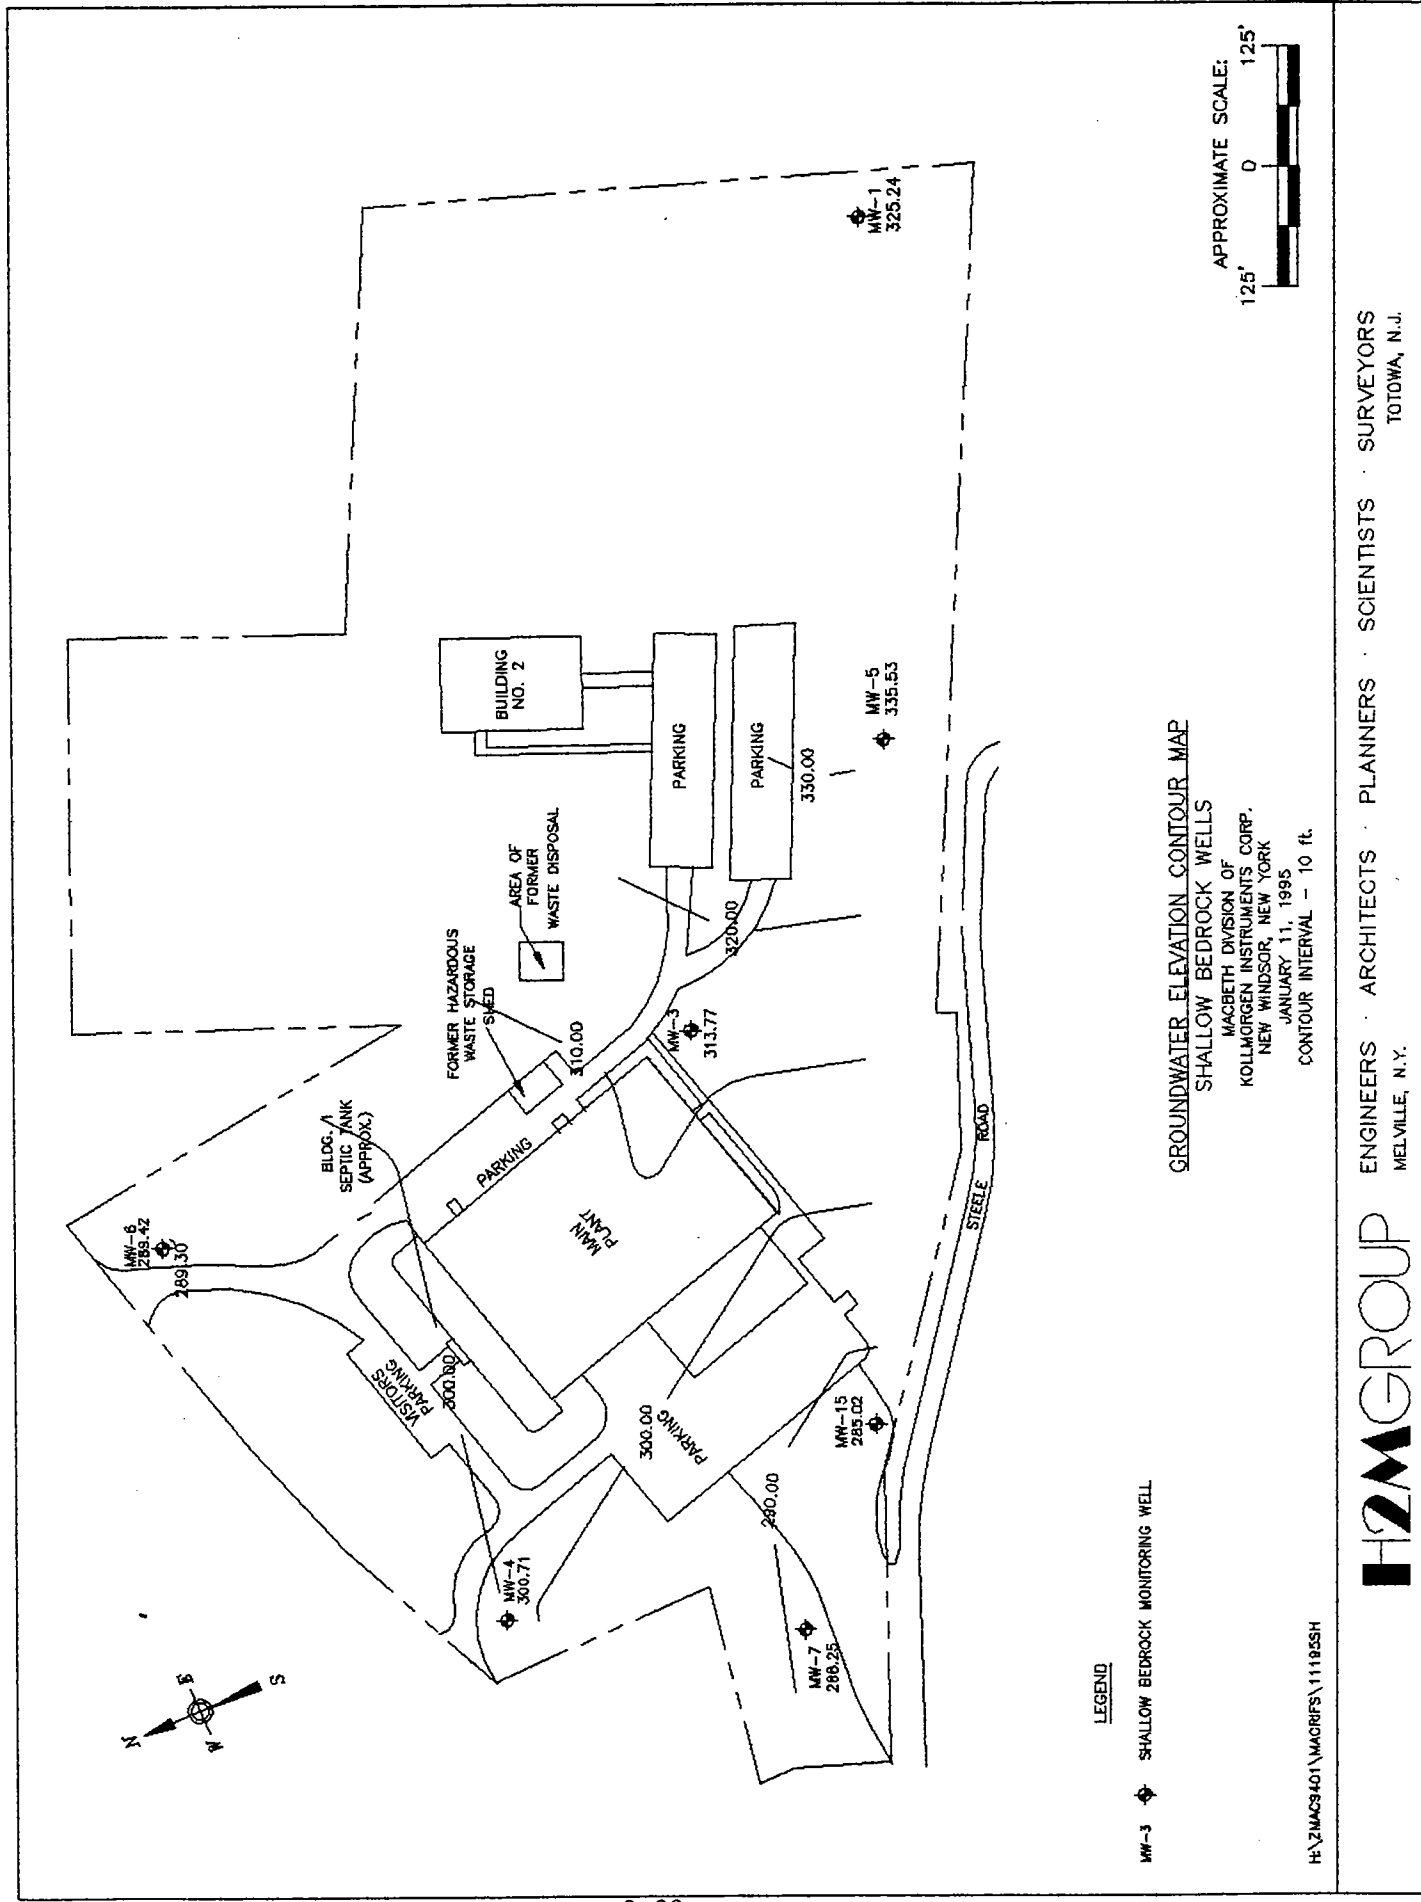 MW-6
289.42
289.30
BLDG. 1
SEPTIC TANK
(APPROX.)
FORMER HAZARDOUS
WASTE STORAGE
SHED
AREA OF
FORMER
WASTE DISPOSAL
BUILDING
NO. 2
PARKING
PARKING
330.00
MW-5
335.53
MW-1
325.24
320.00
310.00
MW-3
313.77
PARKING
MAIN
PLANT
VISITORS
PARKING
300.00
300.00
PARKING
MW-4
300.71
MW-15
285.02
290.00
MW-7
288.25
STEELE ROAD
N
E
S
W
APPROXIMATE SCALE:
125' 0 125'
GROUNDWATER ELEVATION CONTOUR MAP
SHALLOW BEDROCK WELLS
MACBETH DIVISION OF
KOLLMORGEN INSTRUMENTS CORP.
NEW WINDSOR, NEW YORK
JANUARY 11, 1995
CONTOUR INTERVAL - 10 ft.
LEGEND
MW-3 SHALLOW BEDROCK MONITORING WELL
H:\ZMAC9401\MACRIFS\11195SH
H2MGROUP
ENGINEERS · ARCHITECTS · PLANNERS · SCIENTISTS · SURVEYORS
MELVILLE, N.Y. TOTOWA, N.J.